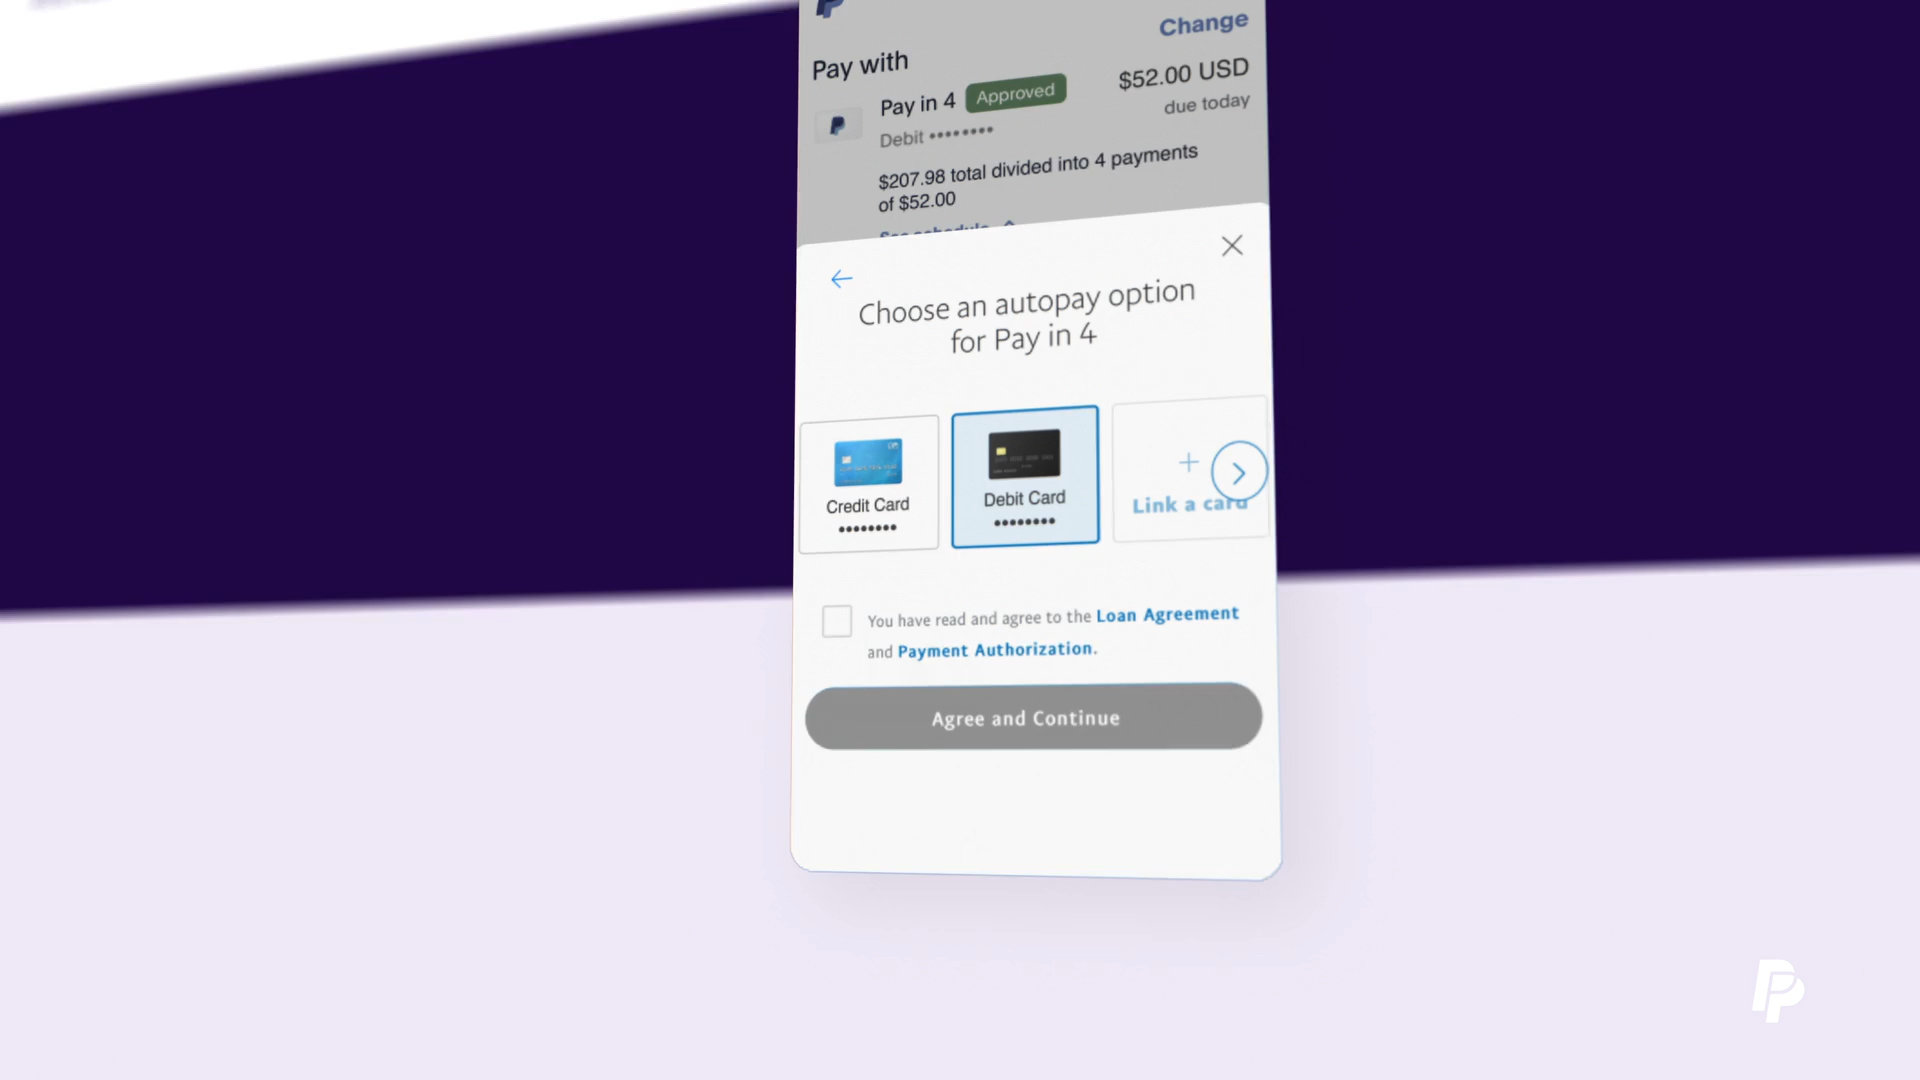 Change
Pay with
Pay in 4 Approved
$52.00 USD
due today
Debit ••••••••
$207.98 total divided into 4 payments
of $52.00
See schedule
Choose an autopay option
for Pay in 4
Credit Card
••••••••
Debit Card
••••••••
Link a card
You have read and agree to the Loan Agreement
and Payment Authorization.
Agree and Continue